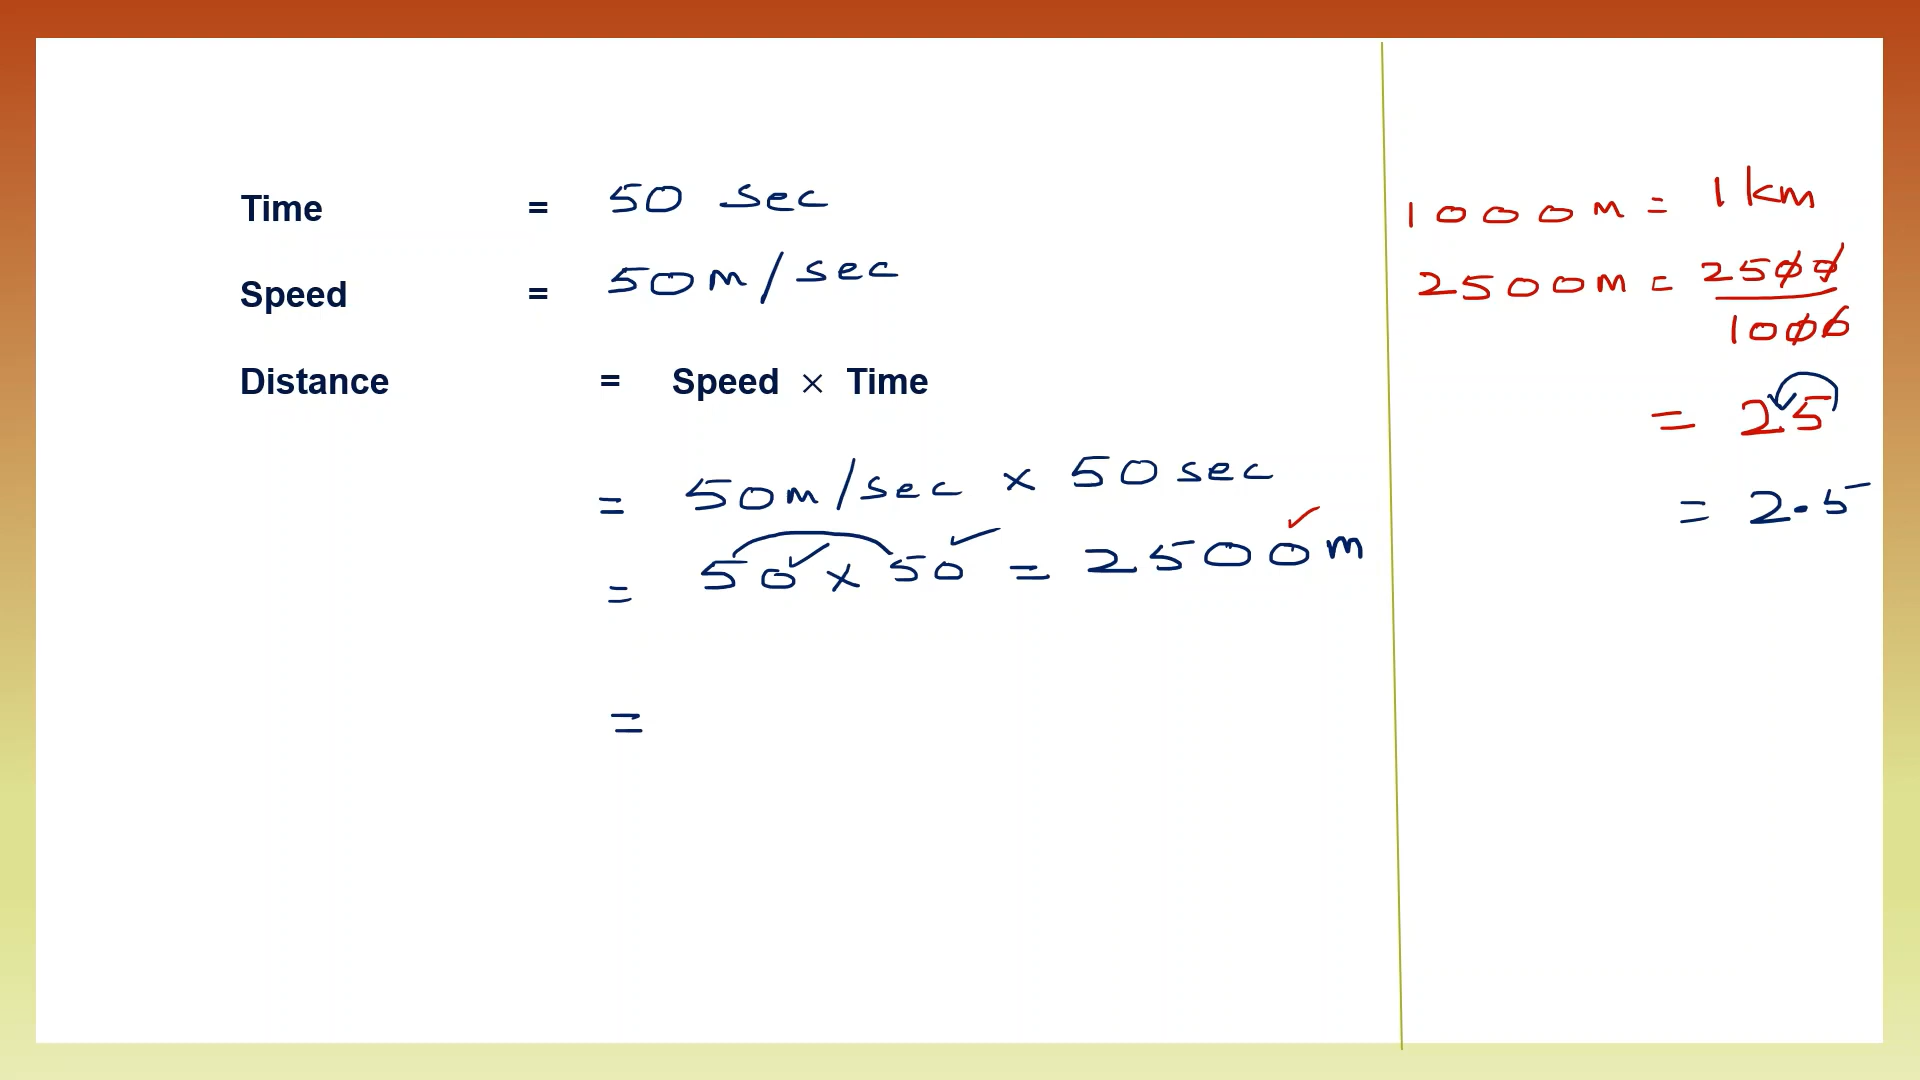 Time = 50 sec
Speed = 50 m/sec
Distance = Speed × Time
= 50 m/sec × 50 sec
= 50 × 50 = 2500 m
=
1000 m = 1 km
2500 m = 2500
1000
= 25
= 2.5